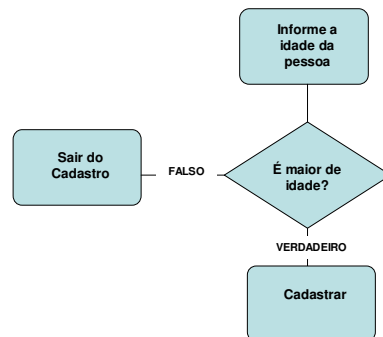 Informe a
idade da
pessoa
Sair do
Cadastro
FALSO
É maior de
idade?
VERDADEIRO
Cadastrar